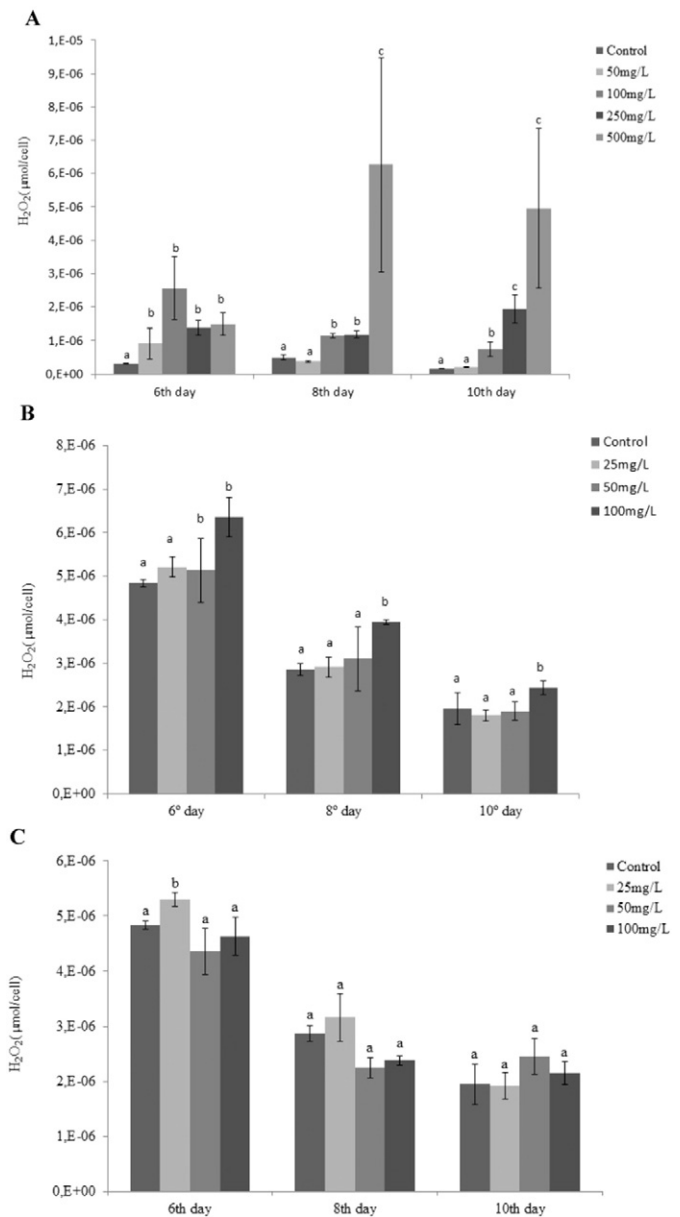 A
1,E-05
9,E-06
8,E-06
7,E-06
6,E-06
5,E-06
4,E-06
3,E-06
2,E-06
1,E-06
0,E+00
H₂O₂( µmol/cell)
Control
50mg/L
100mg/L
250mg/L
500mg/L
a b b b b a a b b c a a b c c
6th day 8th day 10th day
B
8,E-06
7,E-06
6,E-06
5,E-06
4,E-06
3,E-06
2,E-06
1,E-06
0,E+00
H₂O₂( µmol/cell)
Control
25mg/L
50mg/L
100mg/L
a a b b a a a b a a a b
6º day 8º day 10º day
C
6,E-06
5,E-06
4,E-06
3,E-06
2,E-06
1,E-06
0,E+00
H₂O₂( µmol/cell)
Control
25mg/L
50mg/L
100mg/L
a b a a a a a a a a a a
6th day 8th day 10th day